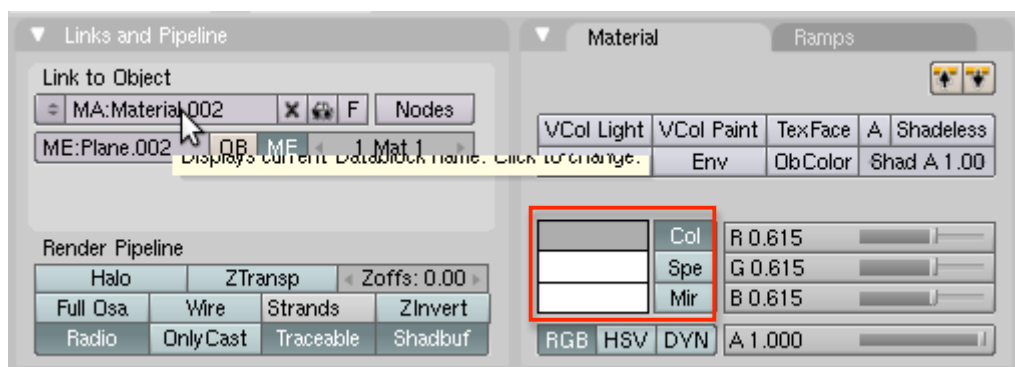 Links and Pipeline
Link to Object
MA:Material.002
F
Nodes
ME:Plane.002
OB
ME
1 Mat 1
Displays current Datablock name. Click to change.
Render Pipeline
Halo
ZTransp
Zoffs: 0.00
Full Osa
Wire
Strands
ZInvert
Radio
OnlyCast
Traceable
Shadbuf
Material
Ramps
VCol Light
VCol Paint
TexFace
A
Shadeless
Env
ObColor
Shad A 1.00
Col
R 0.615
Spe
G 0.615
Mir
B 0.615
RGB
HSV
DYN
A 1.000